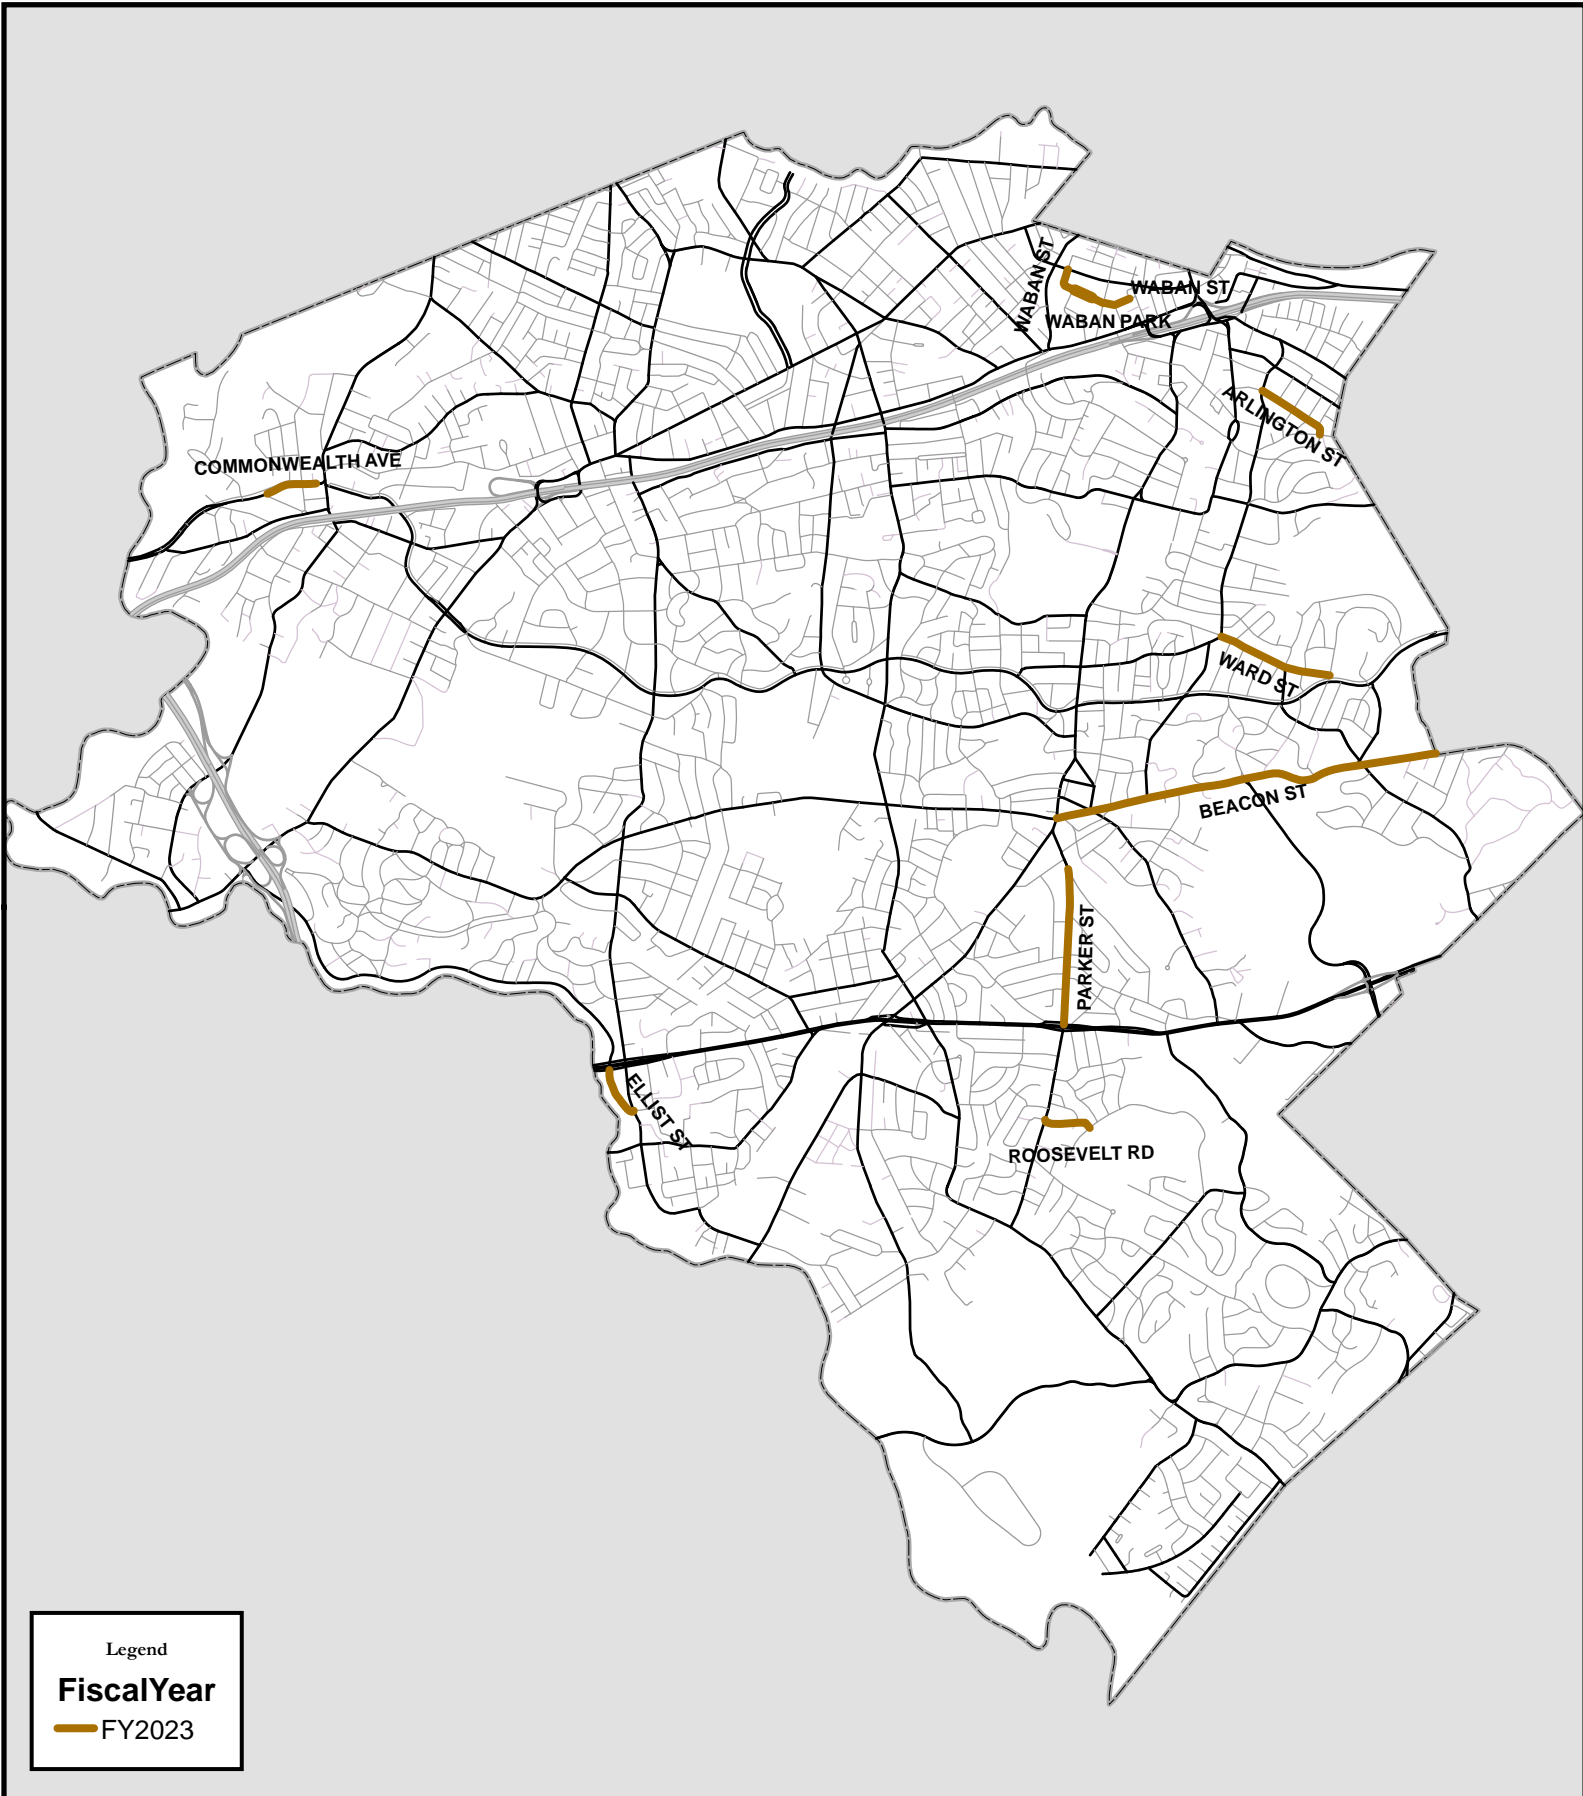 WABAN ST
WABAN ST
WABAN PARK
ARLINGTON ST
COMMONWEALTH AVE
WARD ST
BEACON ST
PARKER ST
ELLIST ST
ROOSEVELT RD
Legend
FiscalYear
FY2023